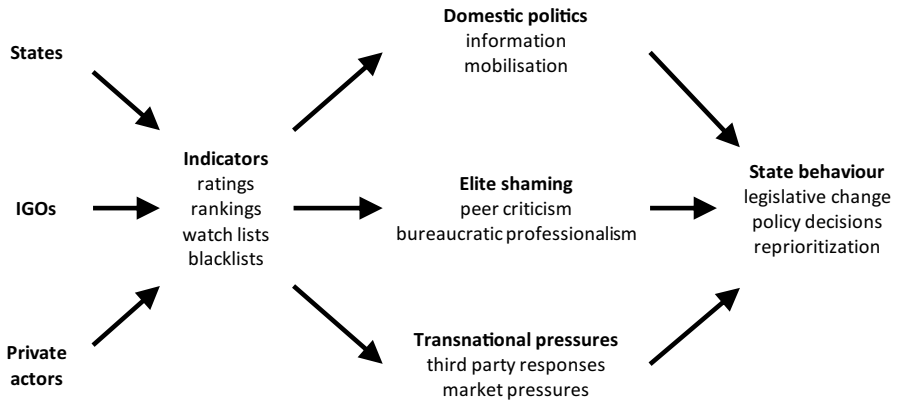 States
IGOs
Private
actors
Indicators
ratings
rankings
watch lists
blacklists
Domestic politics
information
mobilisation
Elite shaming
peer criticism
bureaucratic professionalism
Transnational pressures
third party responses
market pressures
State behaviour
legislative change
policy decisions
reprioritization